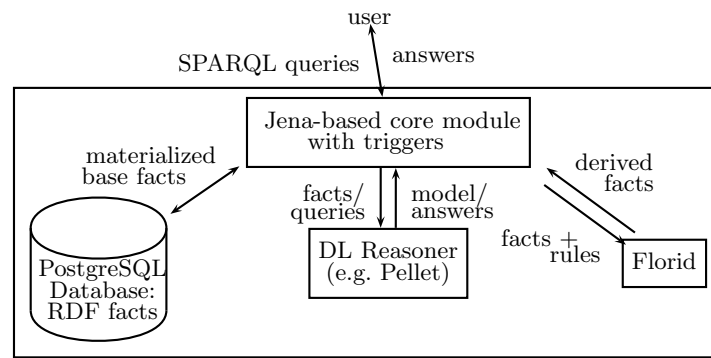 user
SPARQL queries
answers
Jena-based core module
with triggers
materialized
base facts
facts/
queries
model/
answers
derived
facts
facts +
rules
PostgreSQL
Database:
RDF facts
DL Reasoner
(e.g. Pellet)
Florid